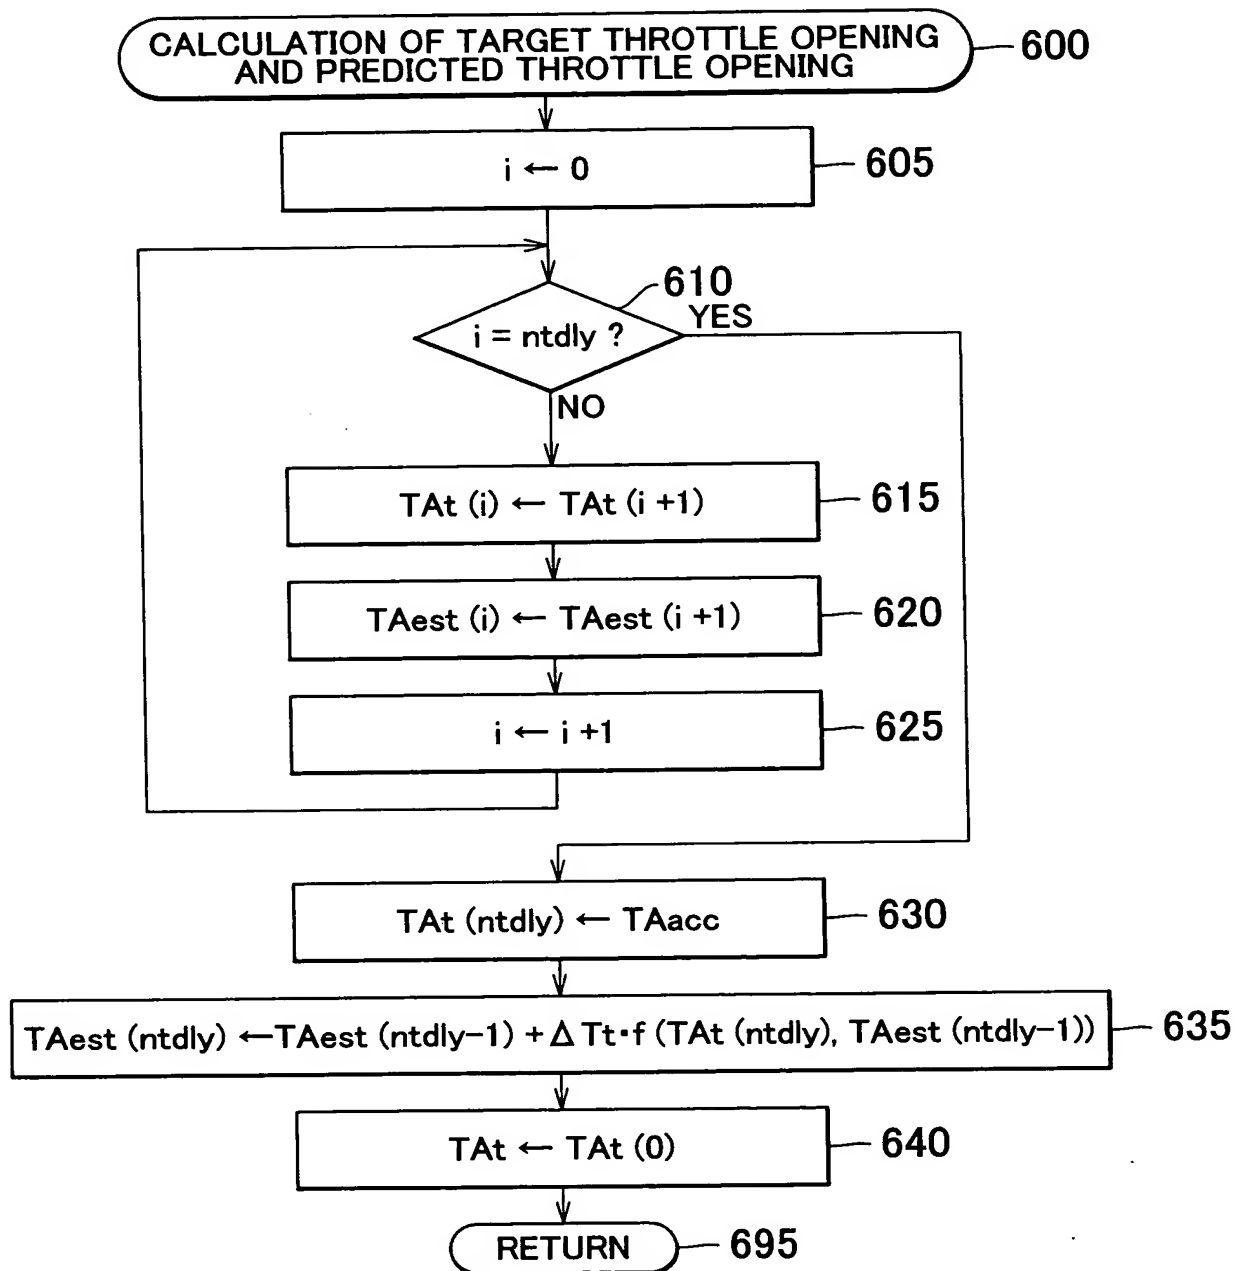 CALCULATION OF TARGET THROTTLE OPENING
AND PREDICTED THROTTLE OPENING
600
i ← 0
605
610
i = ntdly ?
YES
NO
TAt (i) ← TAt (i +1)
615
TAest (i) ← TAest (i +1)
620
i ← i +1
625
TAt (ntdly) ← TAacc
630
TAest (ntdly) ←TAest (ntdly-1) + Δ Tt·f (TAt (ntdly), TAest (ntdly-1))
635
TAt ← TAt (0)
640
RETURN
695